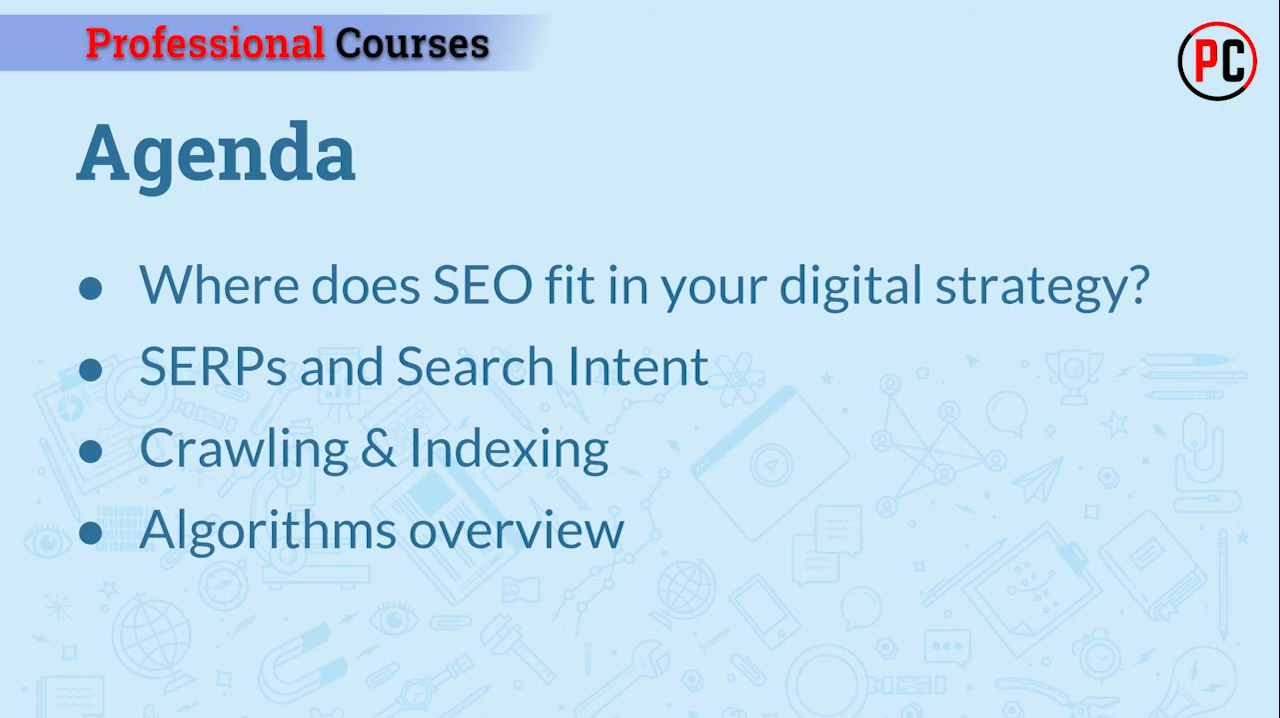 Professional Courses
PC
Agenda
● Where does SEO fit in your digital strategy?
● SERPs and Search Intent
● Crawling & Indexing
● Algorithms overview